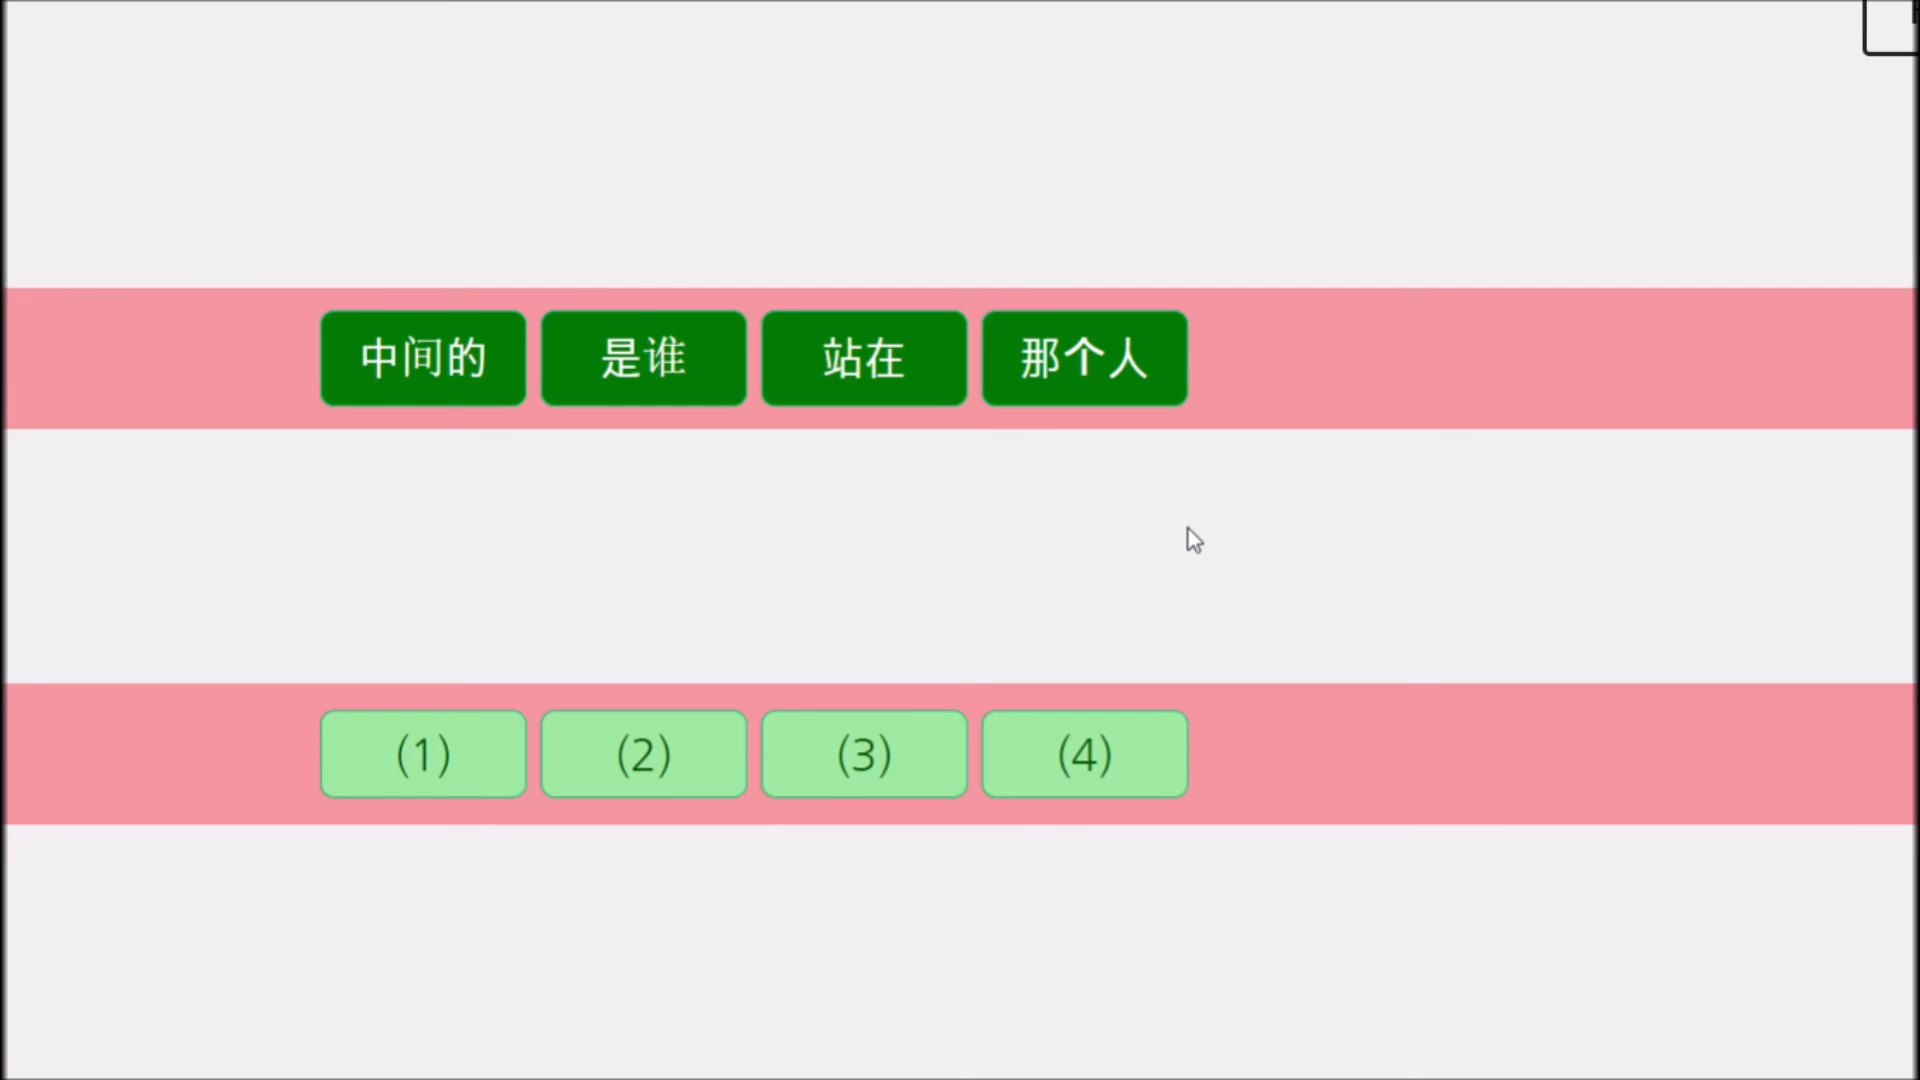 中间的 是谁 站在 那个人
(1) (2) (3) (4)